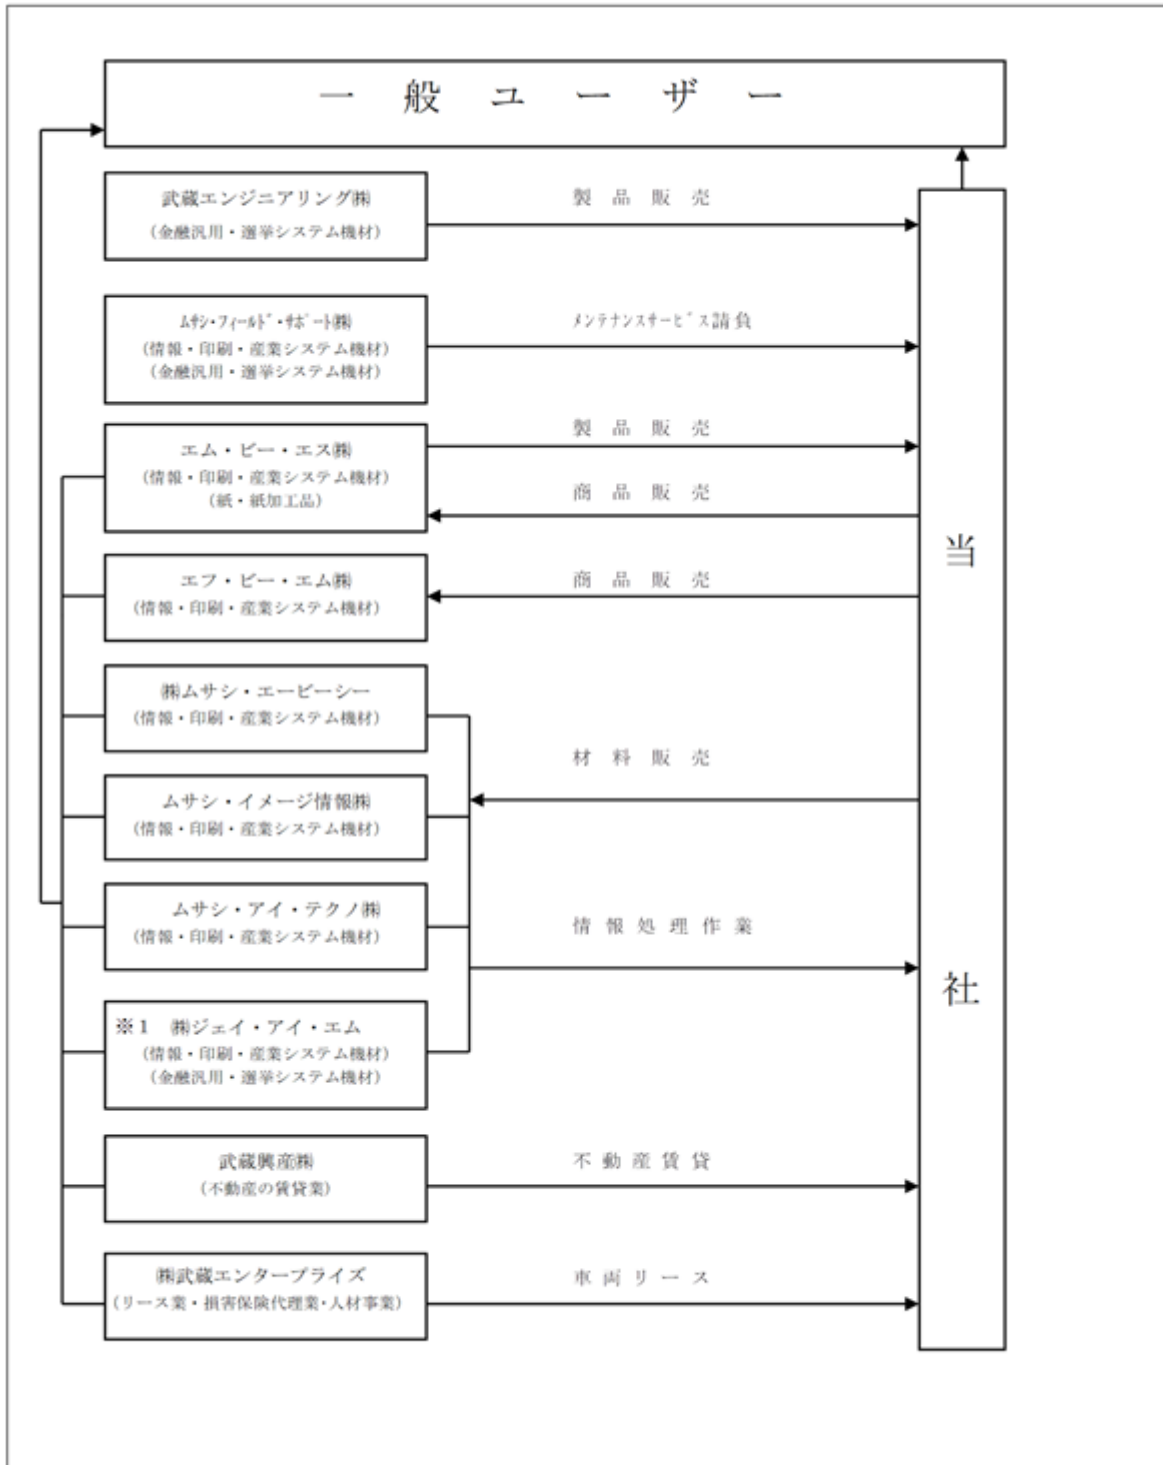 一般ユーザー
武蔵エンジニアリング㈱
(金融汎用・選挙システム機材)
製品販売
ムサシ・フィールド・サポート㈱
(情報・印刷・産業システム機材)
(金融汎用・選挙システム機材)
メンテナンスサービス請負
エム・ビー・エス㈱
(情報・印刷・産業システム機材)
(紙・紙加工品)
製品販売
商品販売
エフ・ビー・エム㈱
(情報・印刷・産業システム機材)
商品販売
㈱ムサシ・エービーシー
(情報・印刷・産業システム機材)
材料販売
ムサシ・イメージ情報㈱
(情報・印刷・産業システム機材)
ムサシ・アイ・テクノ㈱
(情報・印刷・産業システム機材)
情報処理作業
※1 ㈱ジェイ・アイ・エム
(情報・印刷・産業システム機材)
(金融汎用・選挙システム機材)
武蔵興産㈱
(不動産の賃貸業)
不動産賃貸
㈱武蔵エンタープライズ
(リース業・損害保険代理業・人材事業)
車両リース
当社